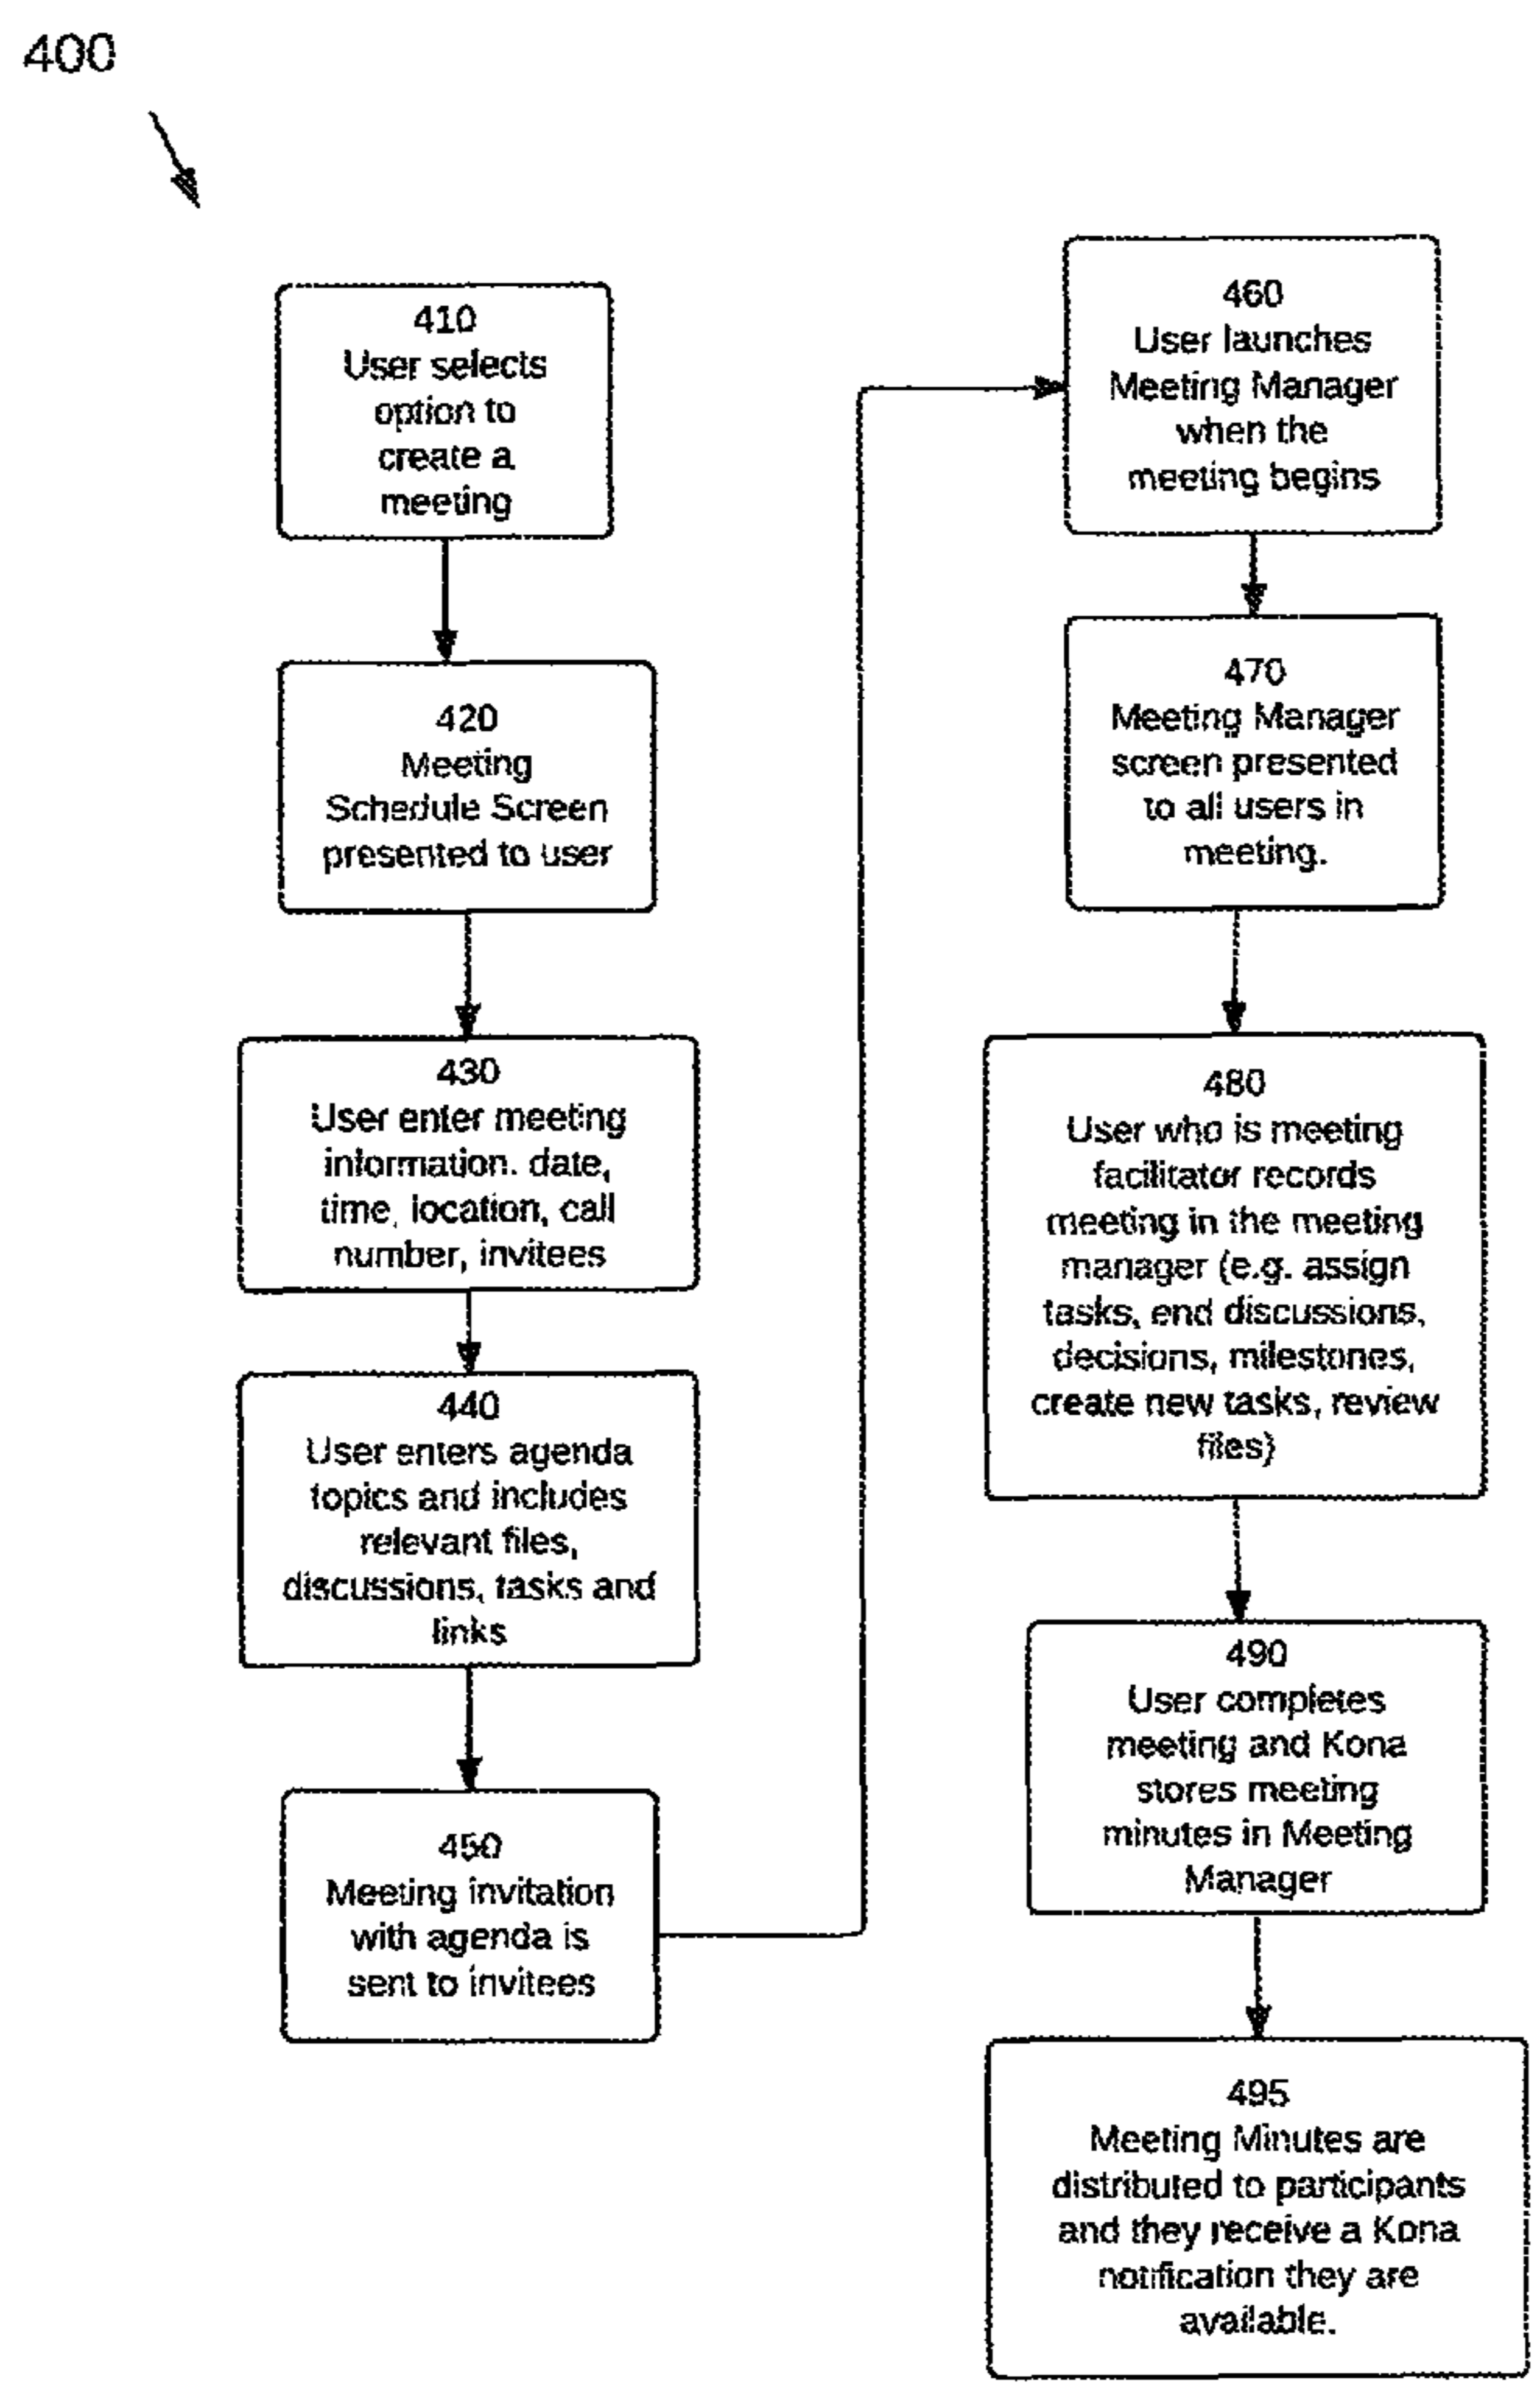 400
410
User selects
option to
create a
meeting
420
Meeting
Schedule Screen
presented to user
430
User enter meeting
information. date,
time, location, call
number, invitees
440
User enters agenda
topics and includes
relevant files,
discussions, tasks and
links
450
Meeting invitation
with agenda is
sent to invitees
460
User launches
Meeting Manager
when the
meeting begins
470
Meeting Manager
screen presented
to all users in
meeting.
480
User who is meeting
facilitator records
meeting in the meeting
manager (e.g. assign
tasks, end discussions,
decisions, milestones,
create new tasks, review
files)
490
User completes
meeting and Kona
stores meeting
minutes in Meeting
Manager
495
Meeting Minutes are
distributed to participants
and they receive a Kona
notification they are
available.